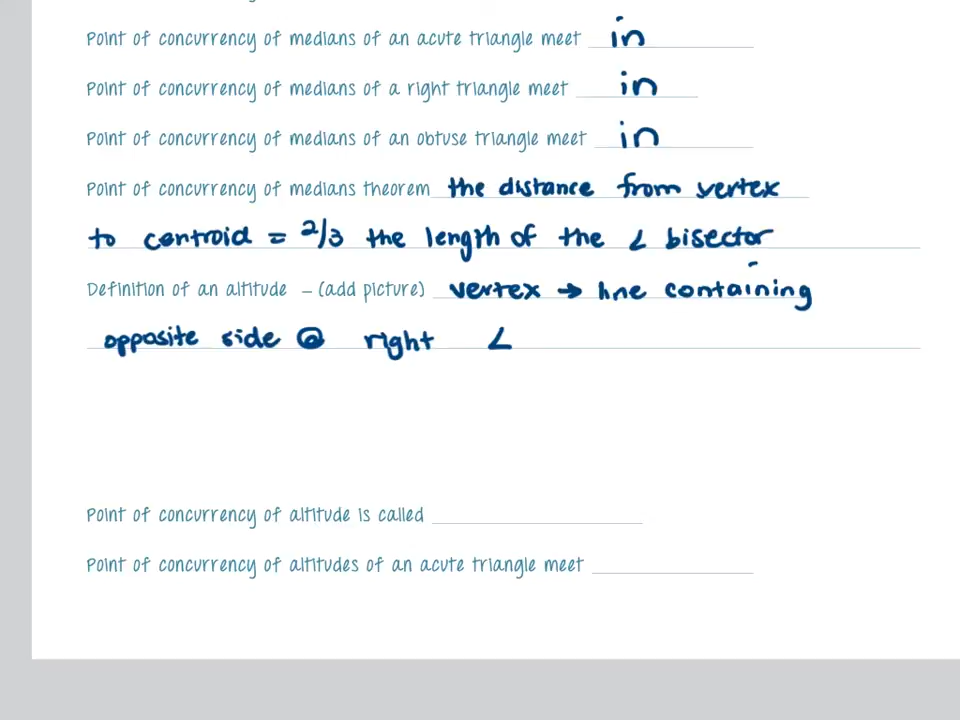 Point of concurrency of medians of an acute triangle meet in
Point of concurrency of medians of a right triangle meet in
Point of concurrency of medians of an obtuse triangle meet in
Point of concurrency of medians theorem the distance from vertex
to centroid = 2/3 the length of the ∠ bisector
Definition of an altitude – (add picture) vertex → line containing
opposite side @ right ∠
Point of concurrency of altitude is called
Point of concurrency of altitudes of an acute triangle meet